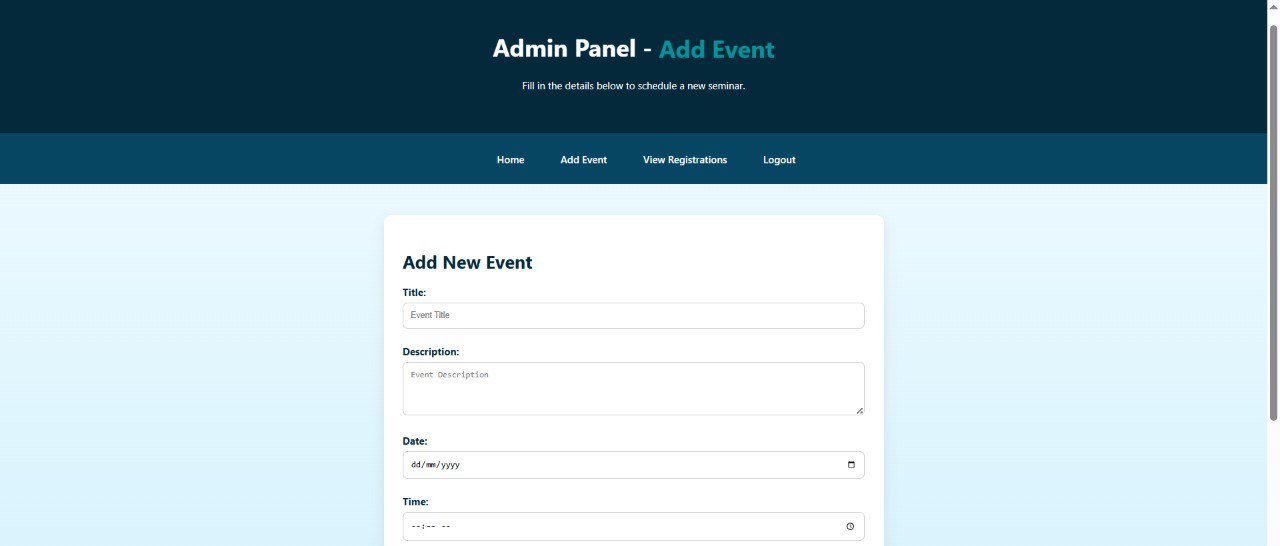 Admin Panel - Add Event
Fill in the details below to schedule a new seminar.
Home Add Event View Registrations Logout
Add New Event
Title:
Event Title
Description:
Event Description
Date:
dd/mm/yyyy
Time:
--:-- --